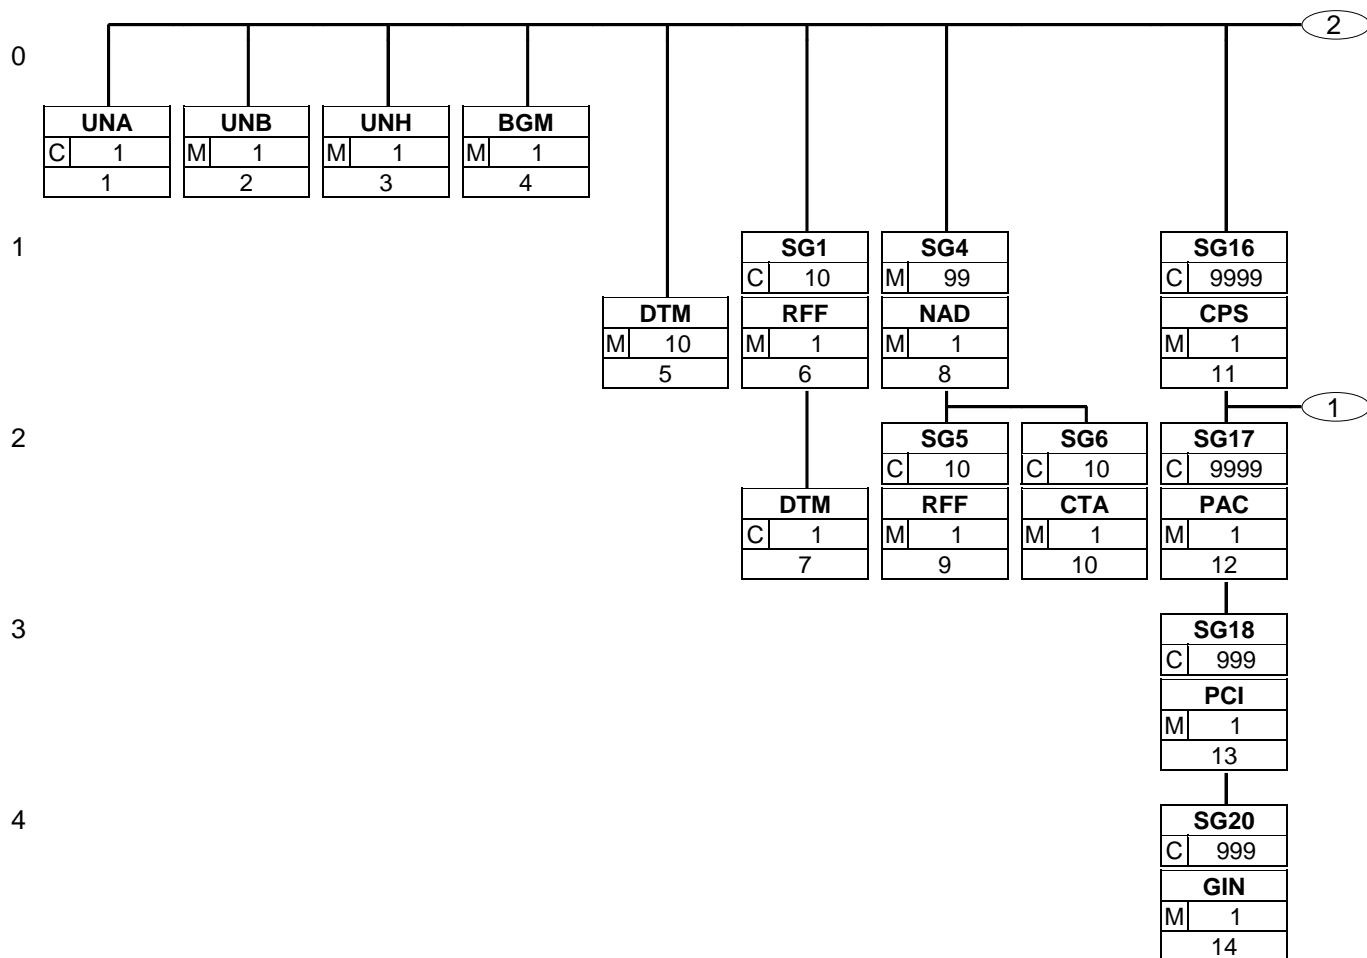 2
0
UNA UNB UNH BGM
C 1 M 1 M 1 M 1
1 2 3 4
1 SG1 SG4 SG16
C 10 M 99 C 9999
DTM RFF NAD CPS
M 10 M 1 M 1 M 1
5 6 8 11
1
2 SG5 SG6 SG17
C 10 C 10 C 9999
DTM RFF CTA PAC
C 1 M 1 M 1 M 1
7 9 10 12
3 SG18
C 999
PCI
M 1
13
4 SG20
C 999
GIN
M 1
14